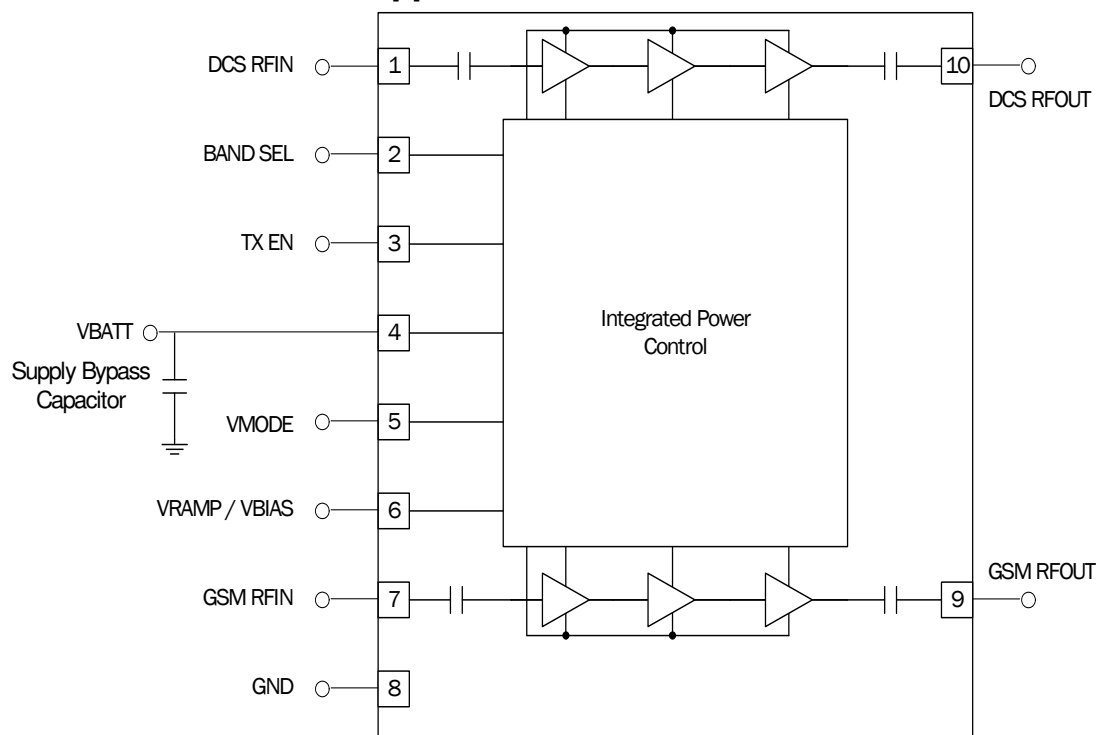 DCS RFIN
1
10
DCS RFOUT
BAND SEL
2
TX EN
3
VBATT
4
Integrated Power
Control
Supply Bypass
Capacitor
VMODE
5
VRAMP / VBIAS
6
GSM RFIN
7
9
GSM RFOUT
GND
8